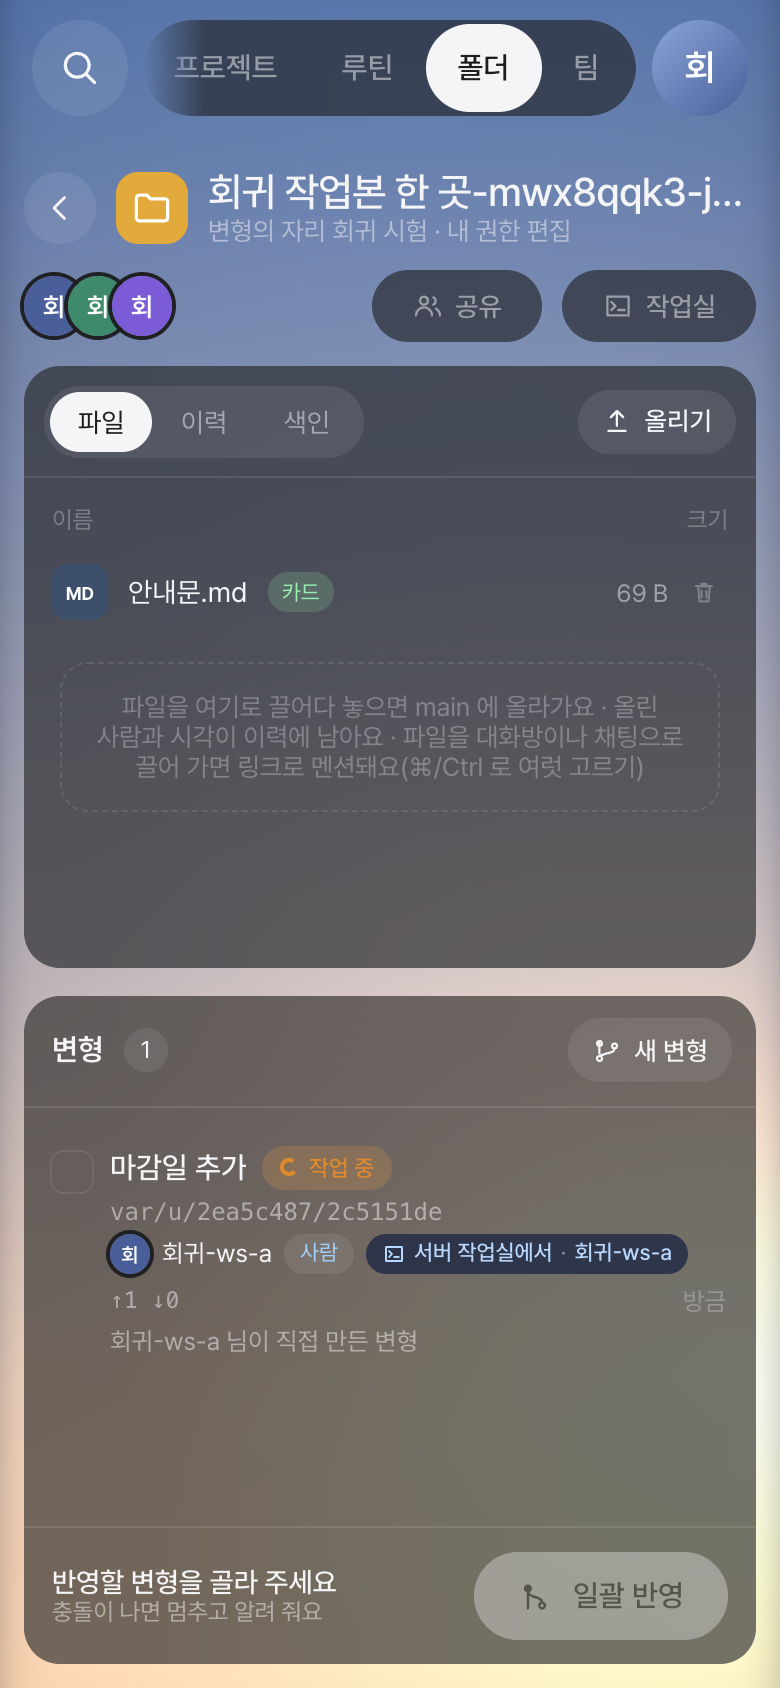 프로젝트 루틴 폴더 팀 회
회귀 작업본 한 곳-mwx8qqk3-j...
변형의 자리 회귀 시험 · 내 권한 편집
회 회 회 공유 작업실
파일 이력 색인 올리기
이름 크기
MD 안내문.md 카드 69 B
파일을 여기로 끌어다 놓으면 main 에 올라가요 · 올린
사람과 시각이 이력에 남아요 · 파일을 대화방이나 채팅으로
끌어 가면 링크로 멘션돼요(⌘/Ctrl 로 여럿 고르기)
변형 1 새 변형
마감일 추가 작업 중
var/u/2ea5c487/2c5151de
회 회귀-ws-a 사람 서버 작업실에서 · 회귀-ws-a
↑1 ↓0 방금
회귀-ws-a 님이 직접 만든 변형
반영할 변형을 골라 주세요
충돌이 나면 멈추고 알려 줘요
일괄 반영